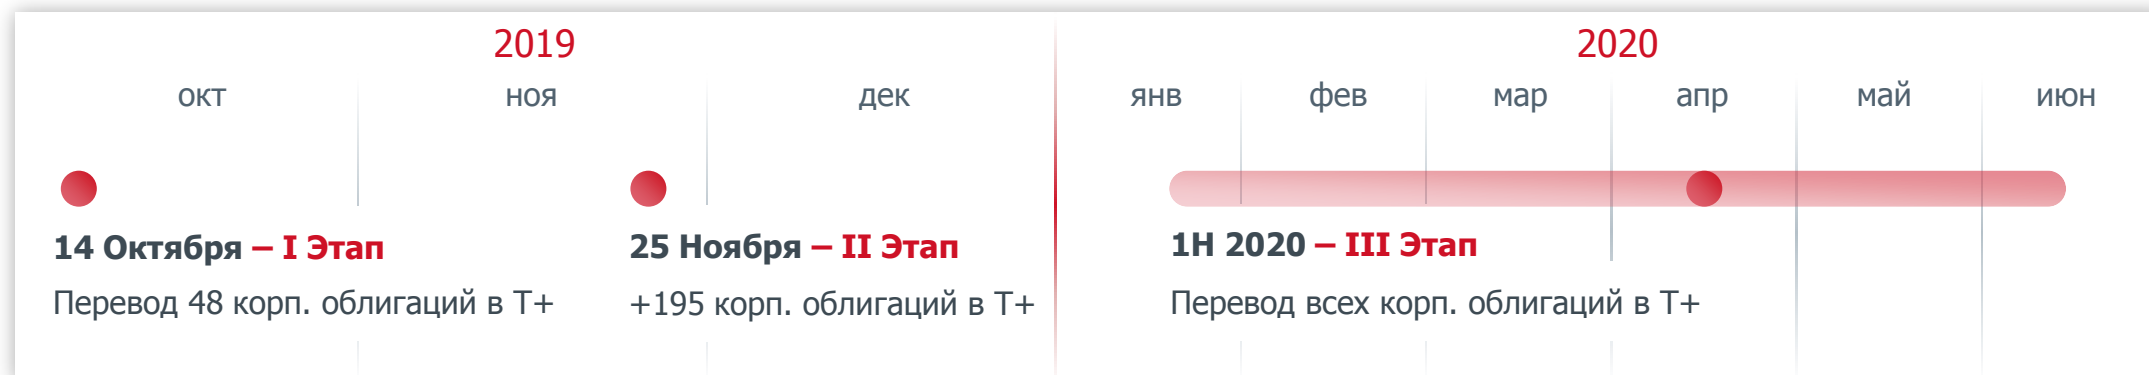 2019
2020
окт ноя дек янв фев мар апр май июн
14 Октября – I Этап
Перевод 48 корп. облигаций в Т+
25 Ноября – II Этап
+195 корп. облигаций в Т+
1Н 2020 – III Этап
Перевод всех корп. облигаций в Т+